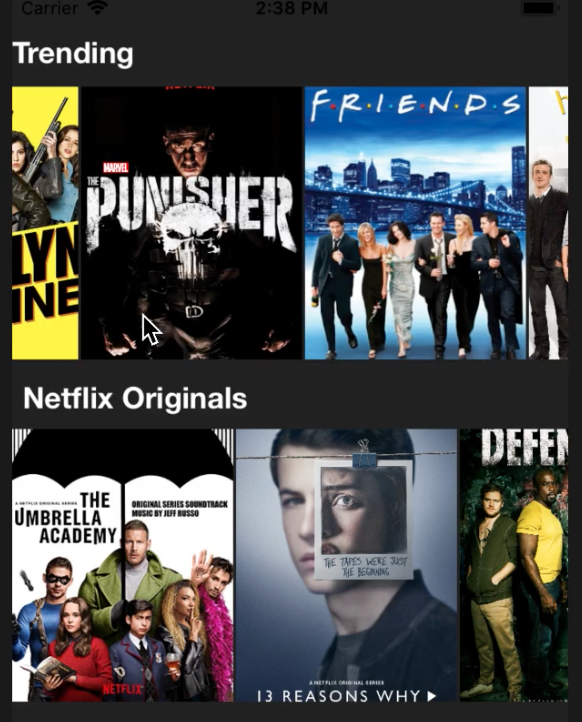 Carrier 2:38 PM
Trending
LYN
INE
NETFLIX
MARVEL
THE
PUNISHER
F·R·I·E·N·D·S
h
Netflix Originals
A NETFLIX ORIGINAL SERIES
THE
UMBRELLA
ACADEMY
ORIGINAL SERIES SOUNDTRACK
MUSIC BY JEFF RUSSO
NETFLIX
THE TAPES WERE JUST
THE BEGINNING
A NETFLIX ORIGINAL SERIES
13 REASONS WHY
DEFEN